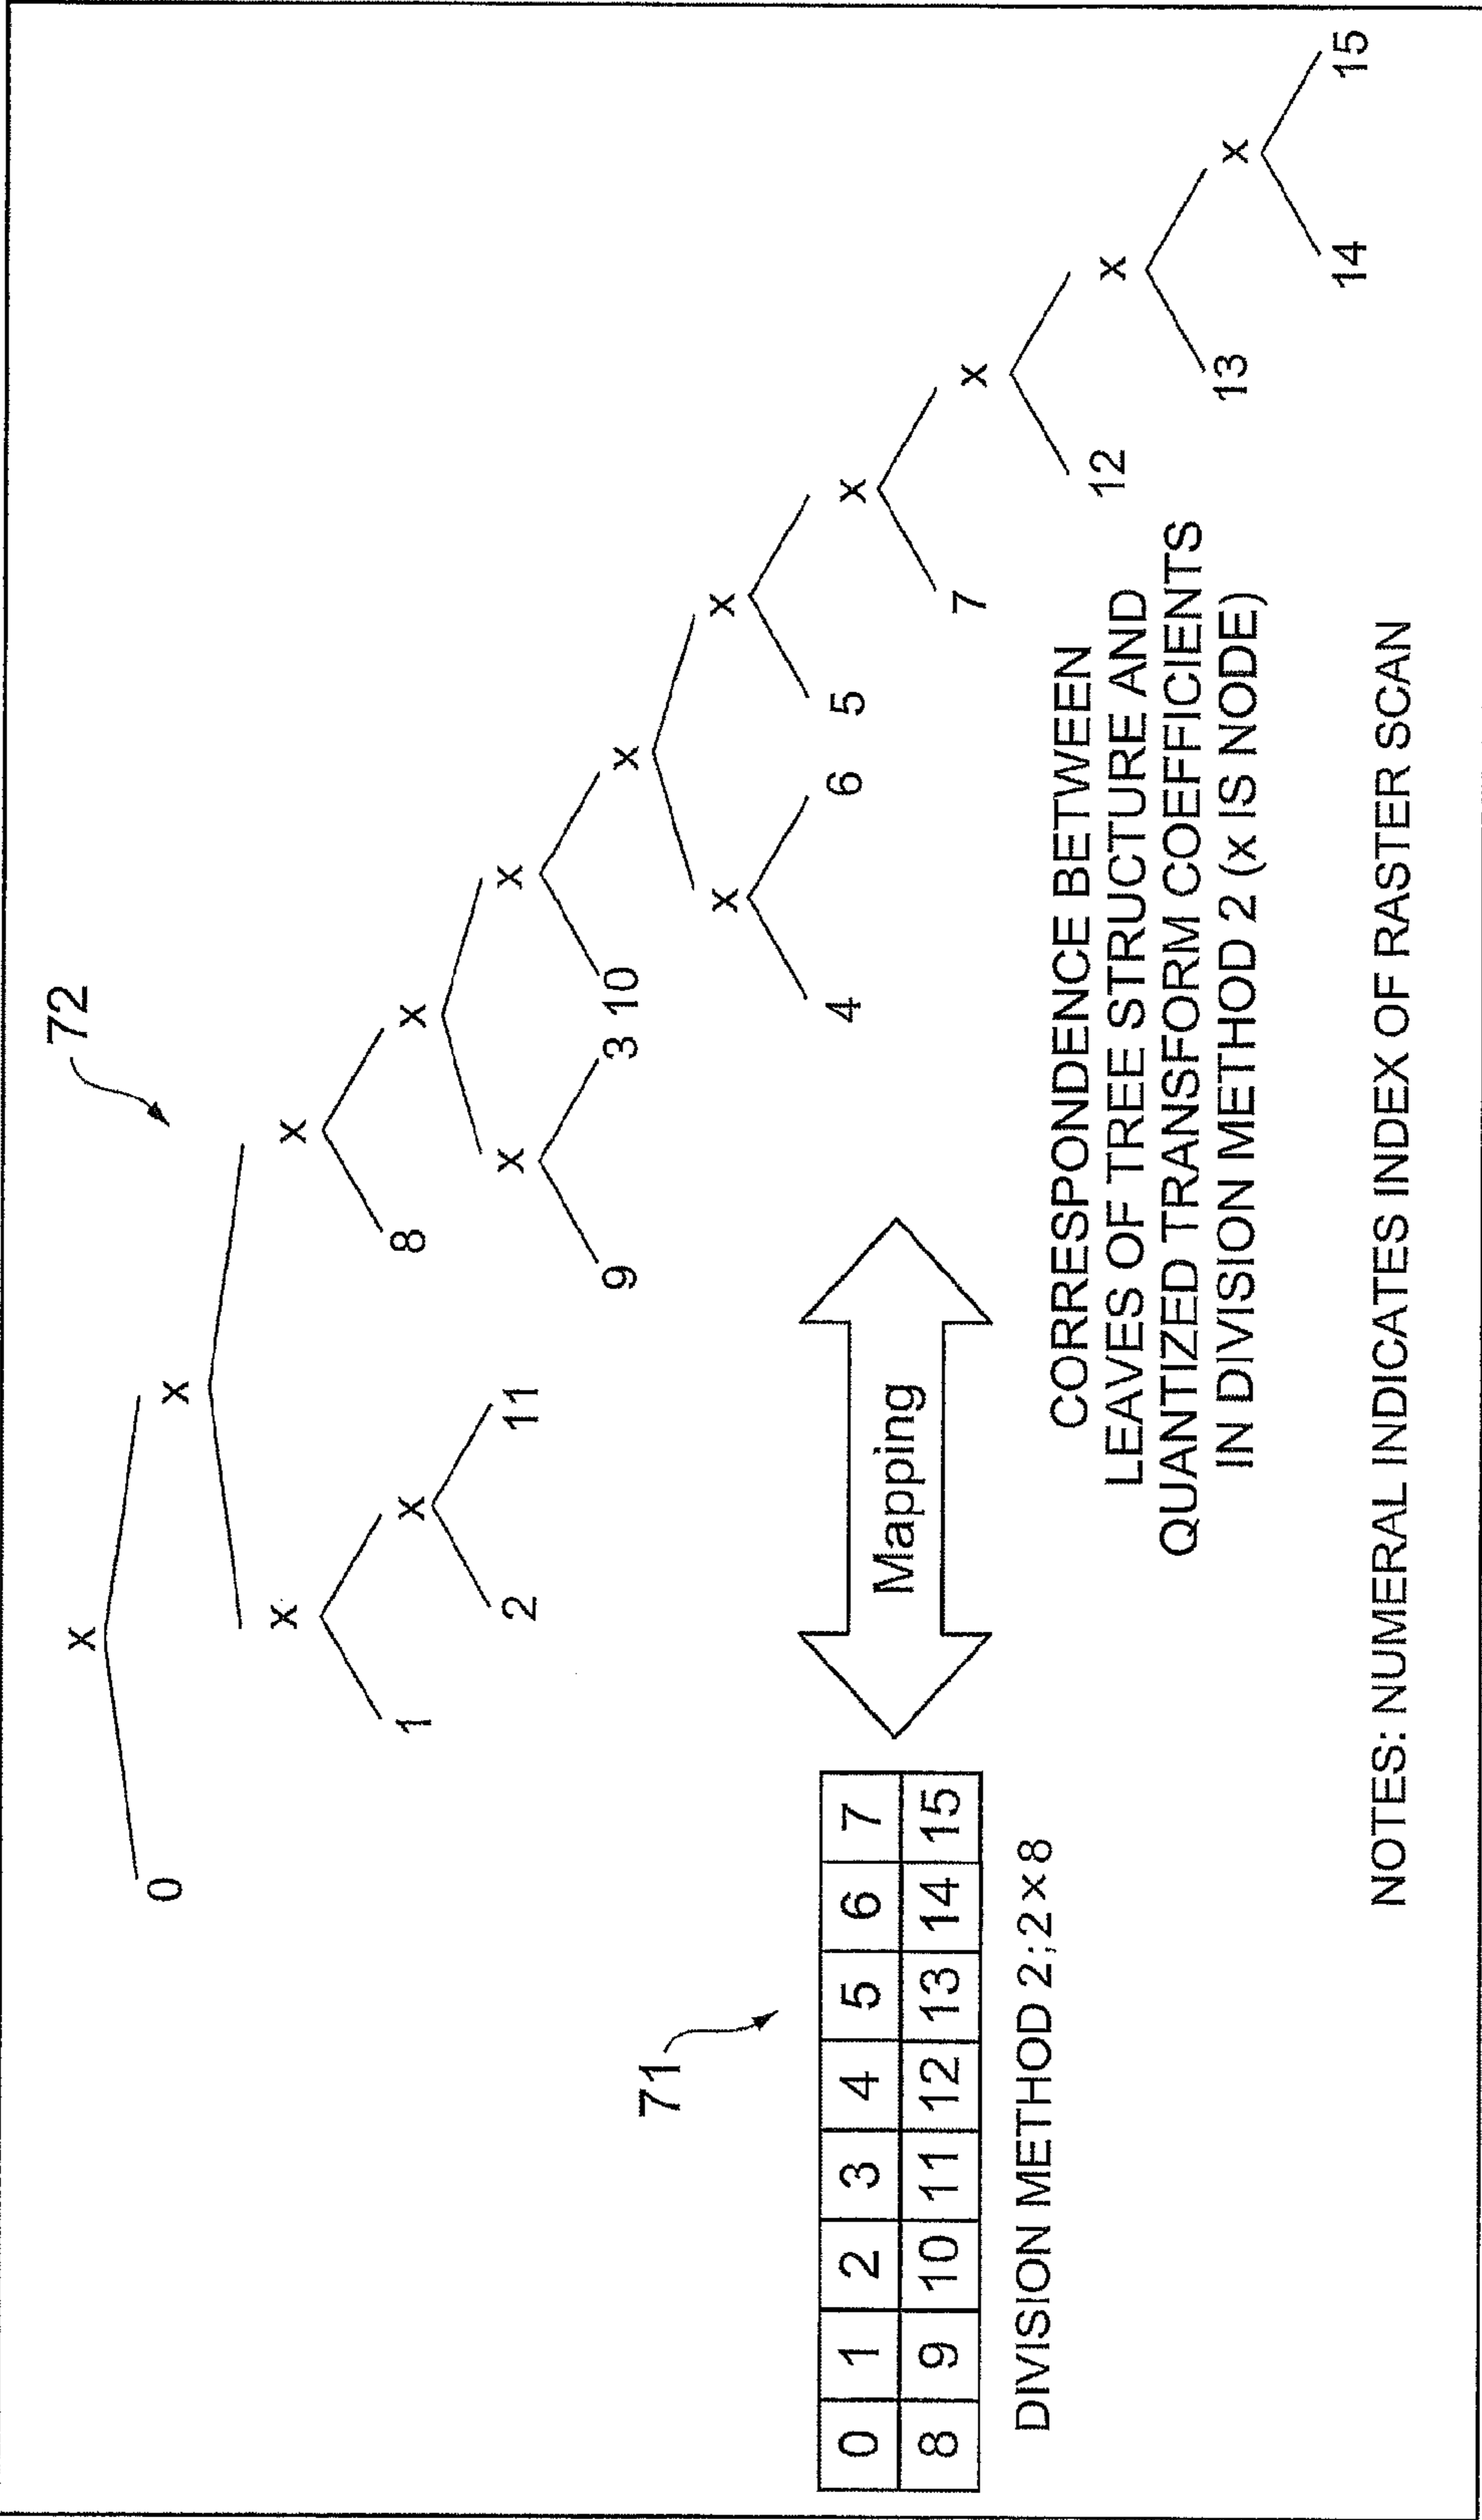 72
x
0
x
x
x
1
x
8
x
2
11
x
x
9
3
10
x
x
x
4
6
5
x
7
x
12
x
13
x
14
15
71
0 1 2 3 4 5 6 7
8 9 10 11 12 13 14 15
DIVISION METHOD 2;2×8
Mapping
CORRESPONDENCE BETWEEN
LEAVES OF TREE STRUCTURE AND
QUANTIZED TRANSFORM COEFFICIENTS
IN DIVISION METHOD 2 (x IS NODE)
NOTES: NUMERAL INDICATES INDEX OF RASTER SCAN